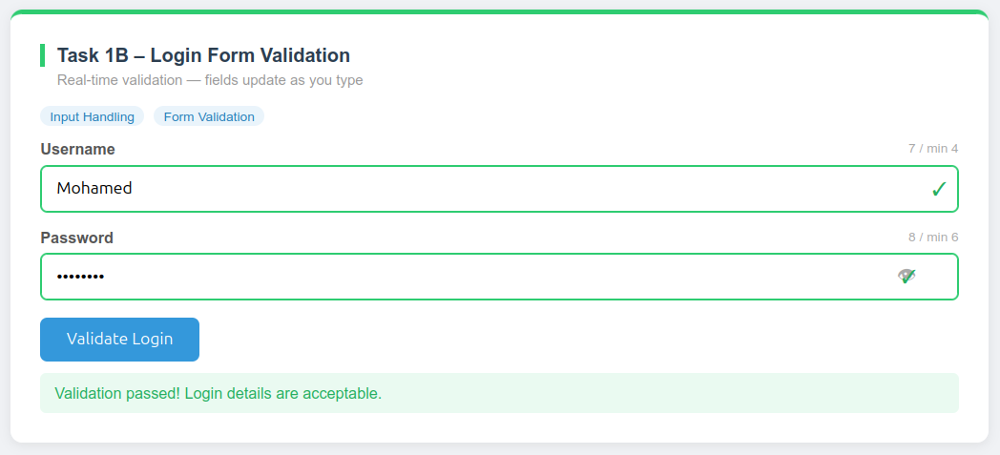 Task 1B – Login Form Validation
Real-time validation — fields update as you type
Input Handling Form Validation
Username 7 / min 4
Mohamed ✓
Password 8 / min 6
••••••••
Validate Login
Validation passed! Login details are acceptable.